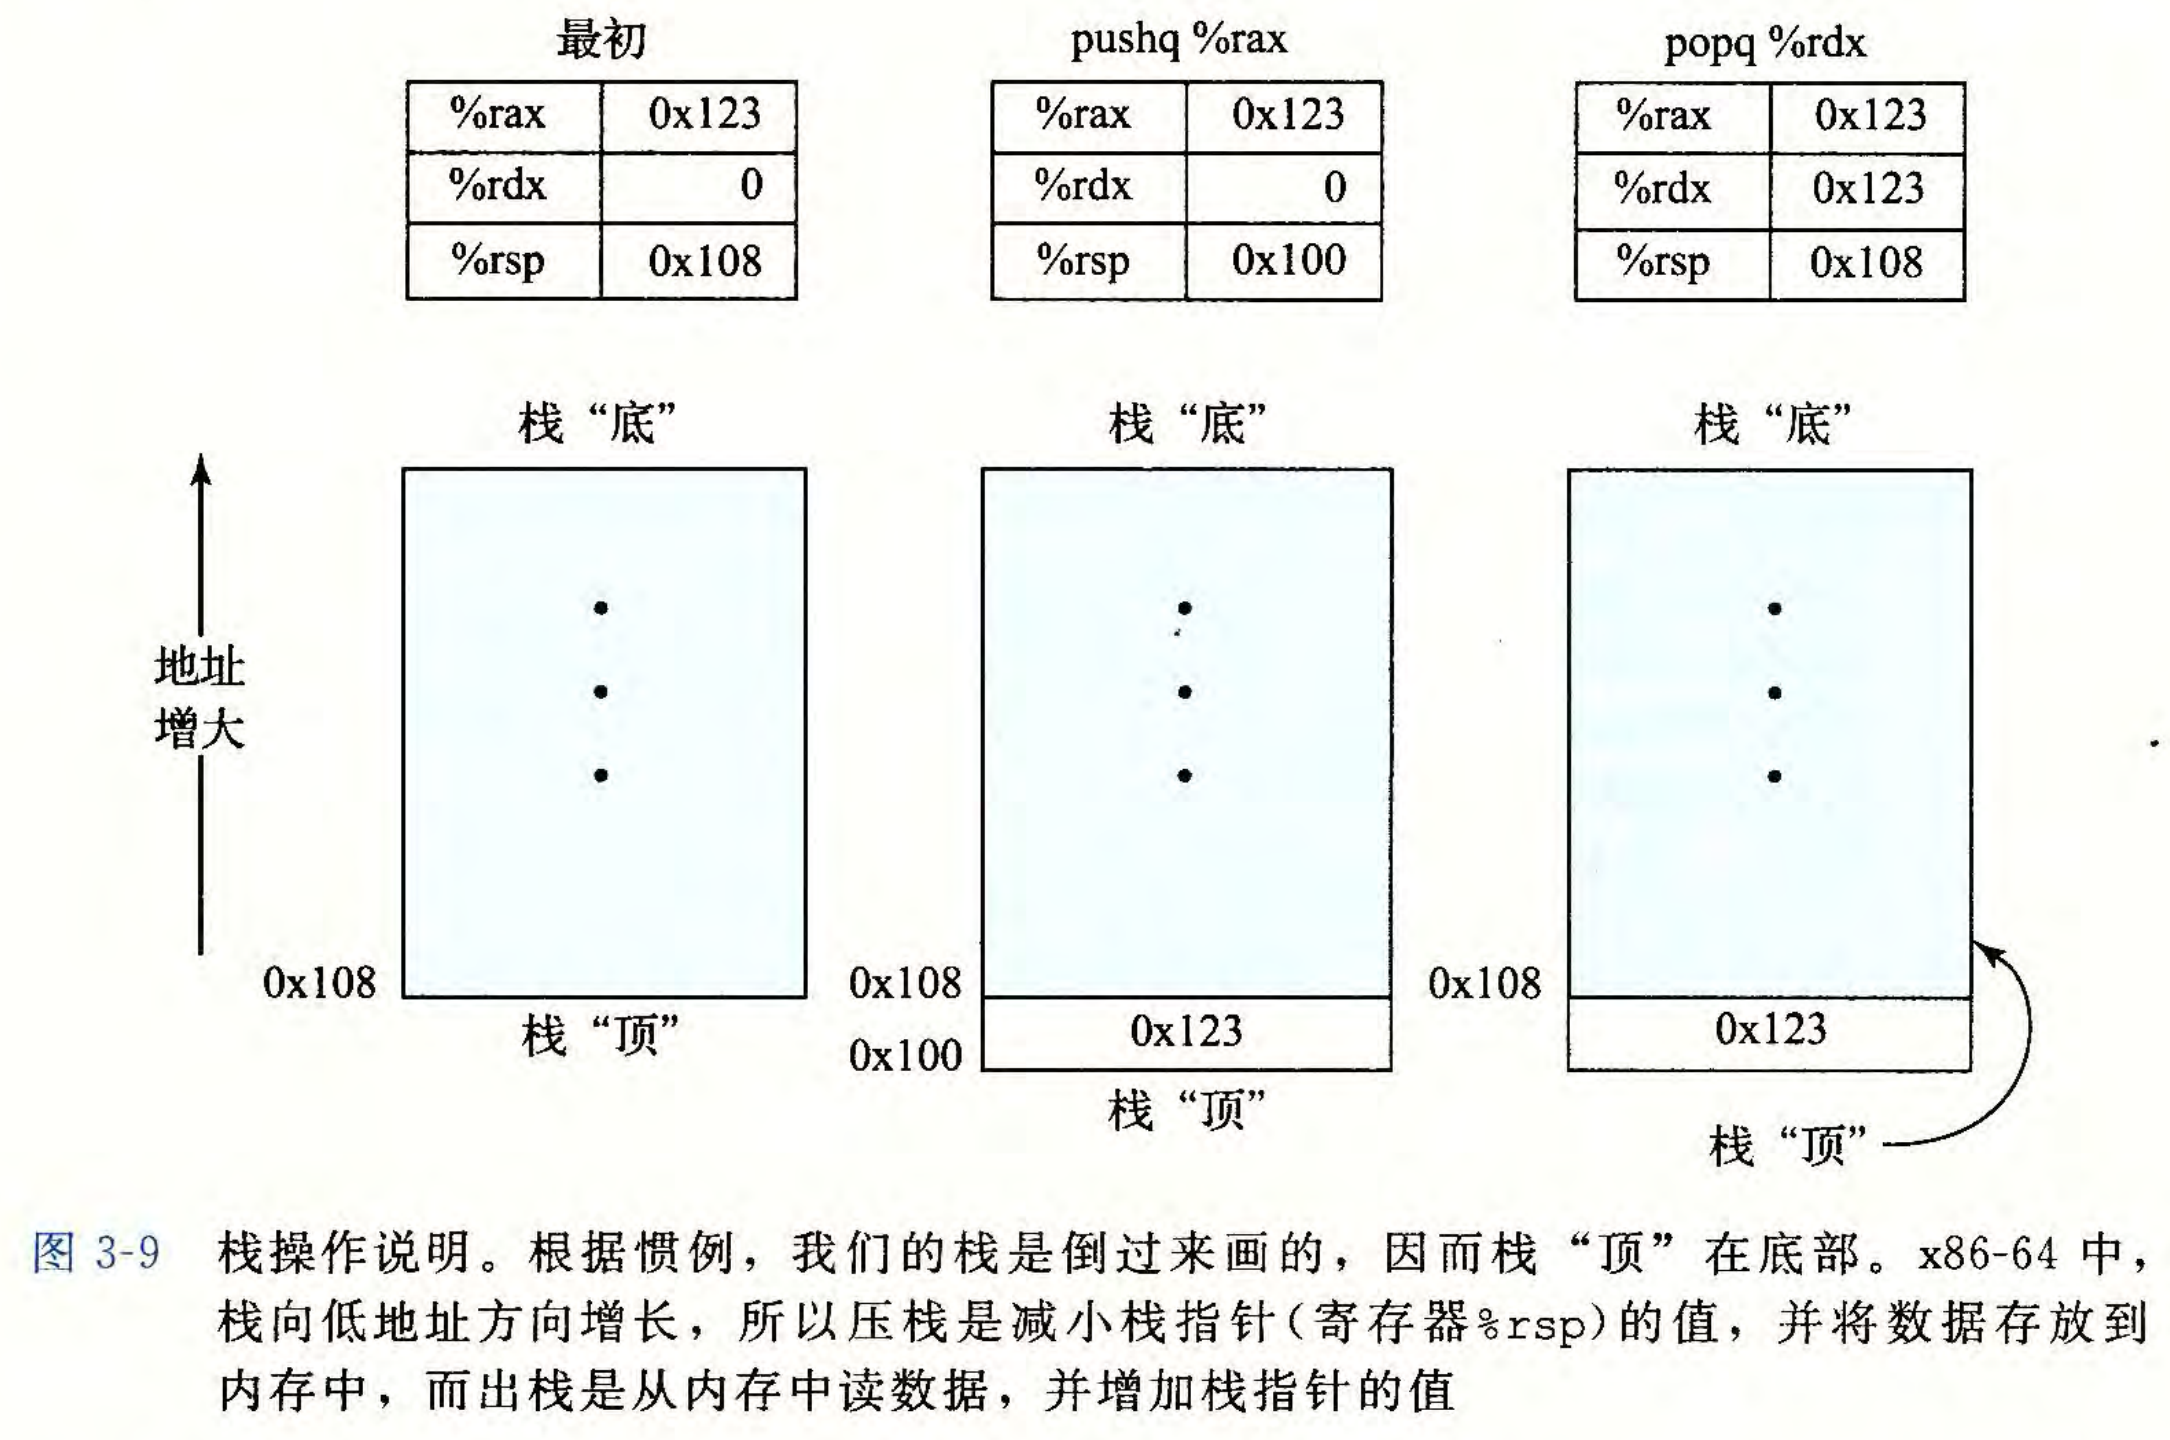 最初
pushq %rax
popq %rdx
%rax 0x123
%rdx 0
%rsp 0x108
%rax 0x123
%rdx 0
%rsp 0x100
%rax 0x123
%rdx 0x123
%rsp 0x108
栈“底”
栈“底”
栈“底”
地址
增大
0x108
栈“顶”
0x108
0x123
0x100
栈“顶”
0x108
0x123
栈“顶”
图 3-9 栈操作说明。根据惯例，我们的栈是倒过来画的，因而栈“顶”在底部。x86-64 中，
栈向低地址方向增长，所以压栈是减小栈指针(寄存器%rsp)的值，并将数据存放到
内存中，而出栈是从内存中读数据，并增加栈指针的值